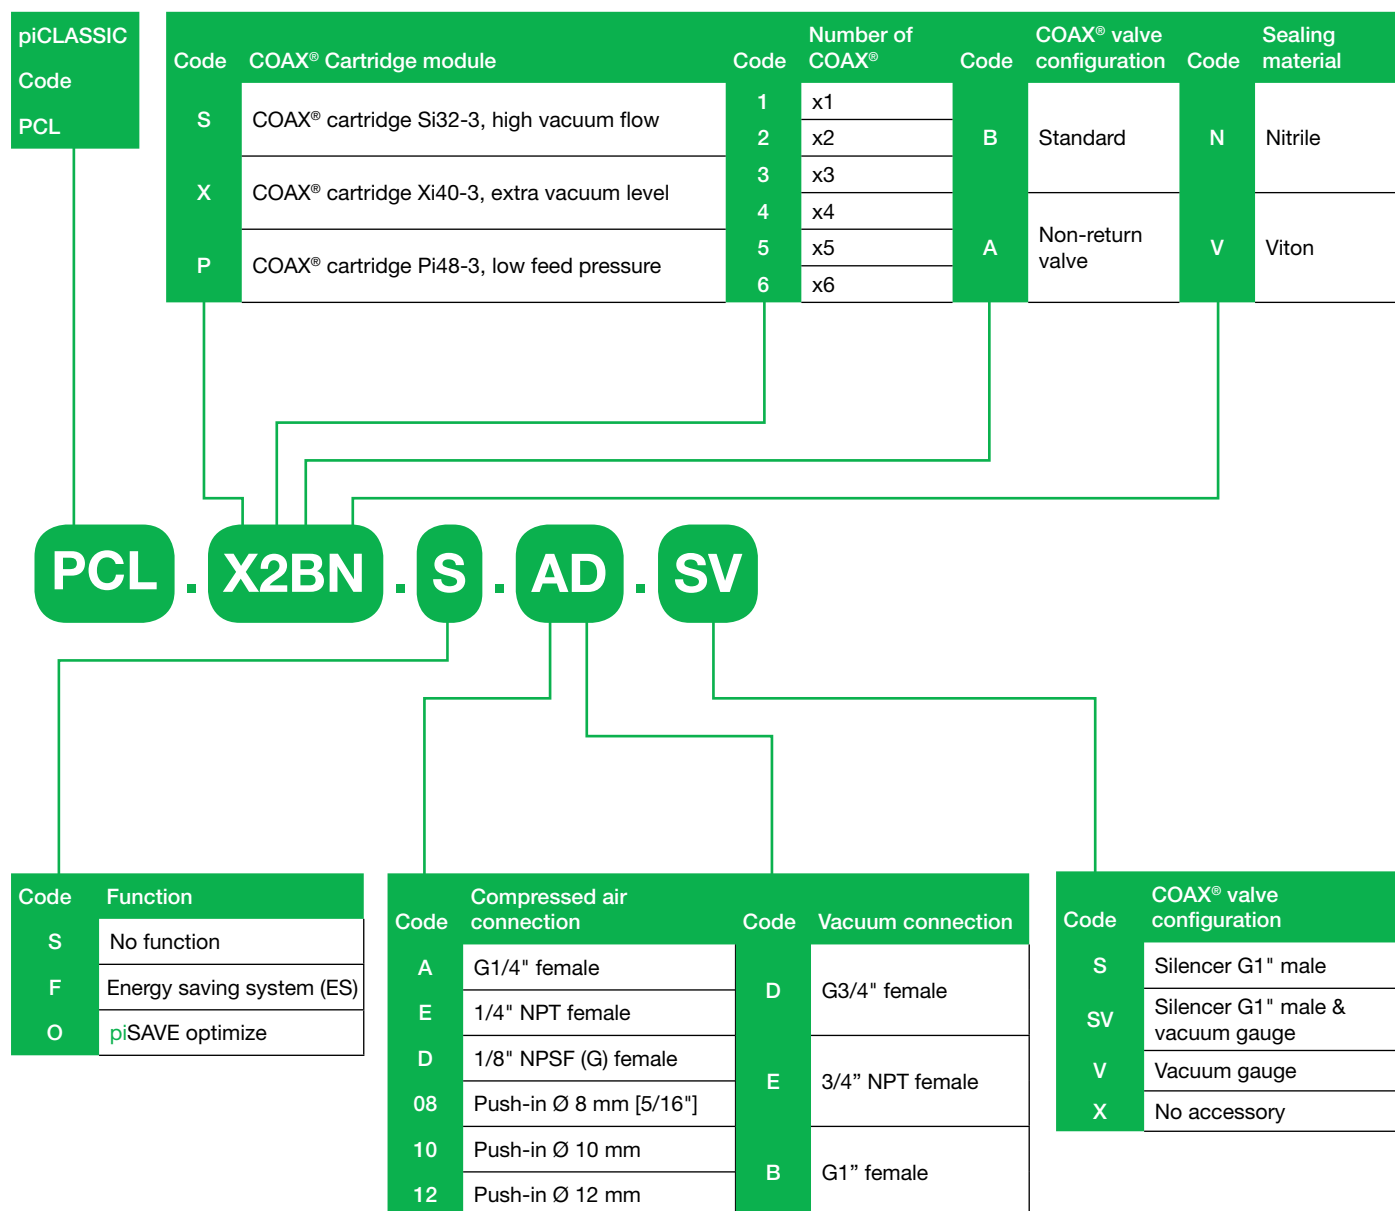 piCLASSIC
Code
PCL
Code COAX® Cartridge module Code Number of COAX® Code COAX® valve configuration Code Sealing material
S COAX® cartridge Si32-3, high vacuum flow
X COAX® cartridge Xi40-3, extra vacuum level
P COAX® cartridge Pi48-3, low feed pressure
1 x1
2 x2
3 x3
4 x4
5 x5
6 x6
B Standard
A Non-return
valve
N Nitrile
V Viton
PCL . X2BN . S . AD . SV
Code Function
S No function
F Energy saving system (ES)
O piSAVE optimize
Code Compressed air connection Code Vacuum connection
A G1/4" female
E 1/4" NPT female
D 1/8" NPSF (G) female
08 Push-in Ø 8 mm [5/16"]
10 Push-in Ø 10 mm
12 Push-in Ø 12 mm
D G3/4" female
E 3/4” NPT female
B G1” female
Code COAX® valve configuration
S Silencer G1" male
SV Silencer G1" male &
vacuum gauge
V Vacuum gauge
X No accessory